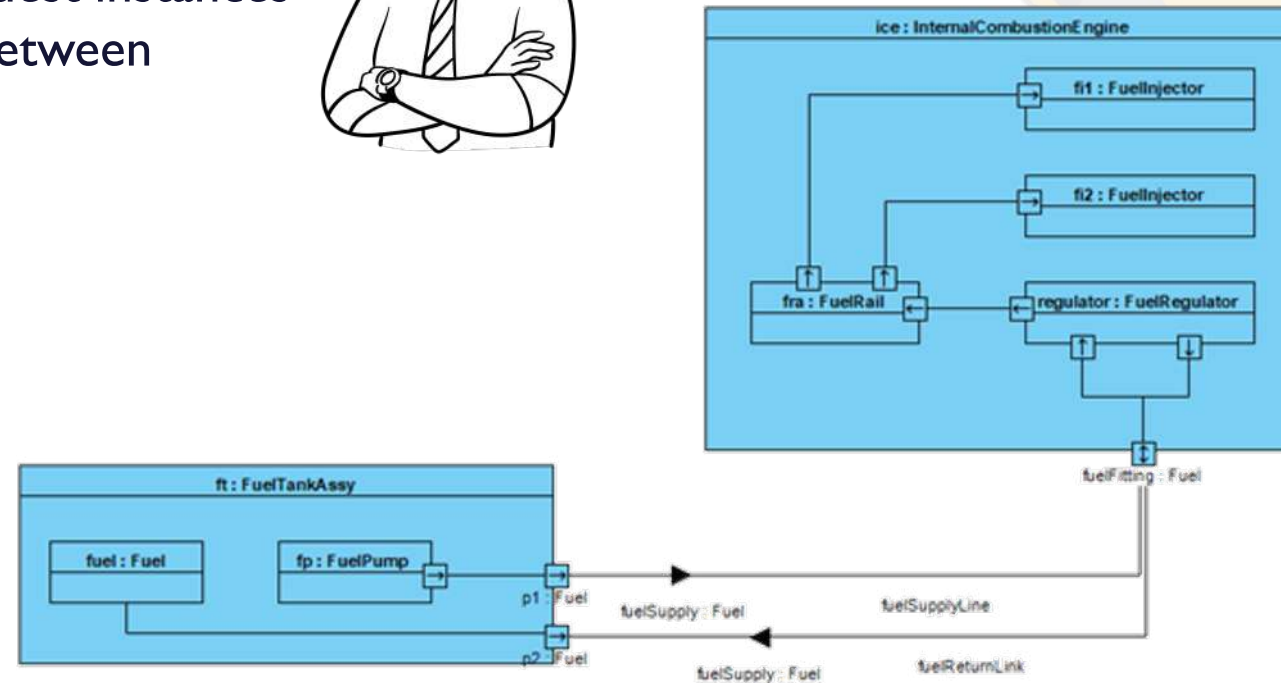 etween
ice : InternalCombustionEngine
fi1 : FuelInjector
fi2 : FuelInjector
fra : FuelRail
regulator : FuelRegulator
fuelFitting : Fuel
ft : FuelTankAssy
fuel : Fuel
fp : FuelPump
p1 : Fuel
fuelSupply : Fuel
fuelSupplyLine
p2 : Fuel
fuelSupply : Fuel
fuelReturnLink